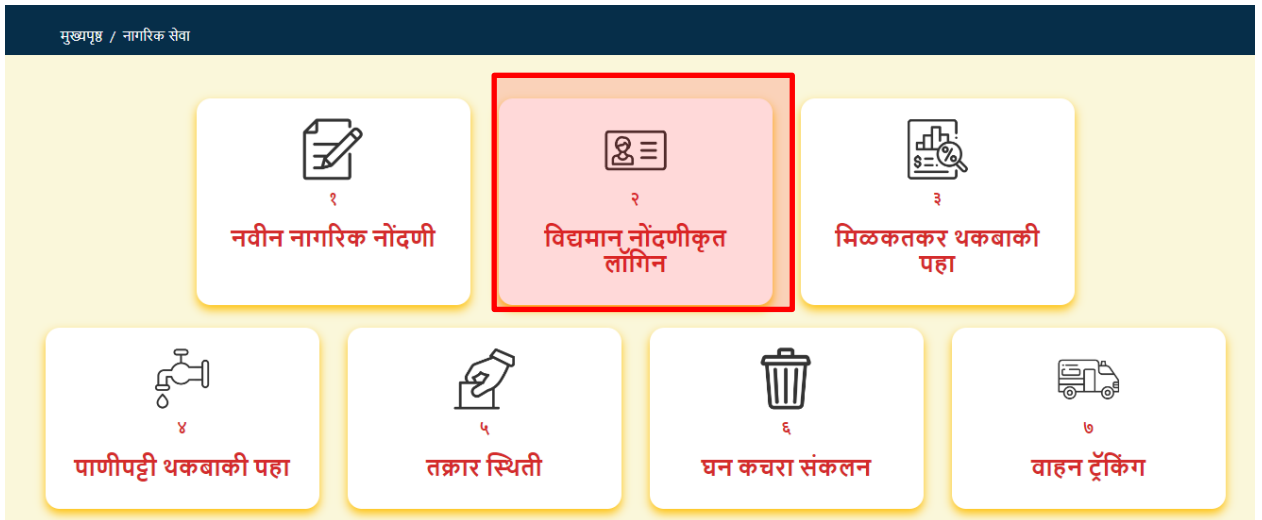 मुख्यपृष्ठ / नागरिक सेवा
१
नवीन नागरिक नोंदणी
२
विद्यमान नोंदणीकृत
लॉगिन
३
मिळकतकर थकबाकी
पहा
४
पाणीपट्टी थकबाकी पहा
५
तक्रार स्थिती
६
घन कचरा संकलन
७
वाहन ट्रॅकिंग